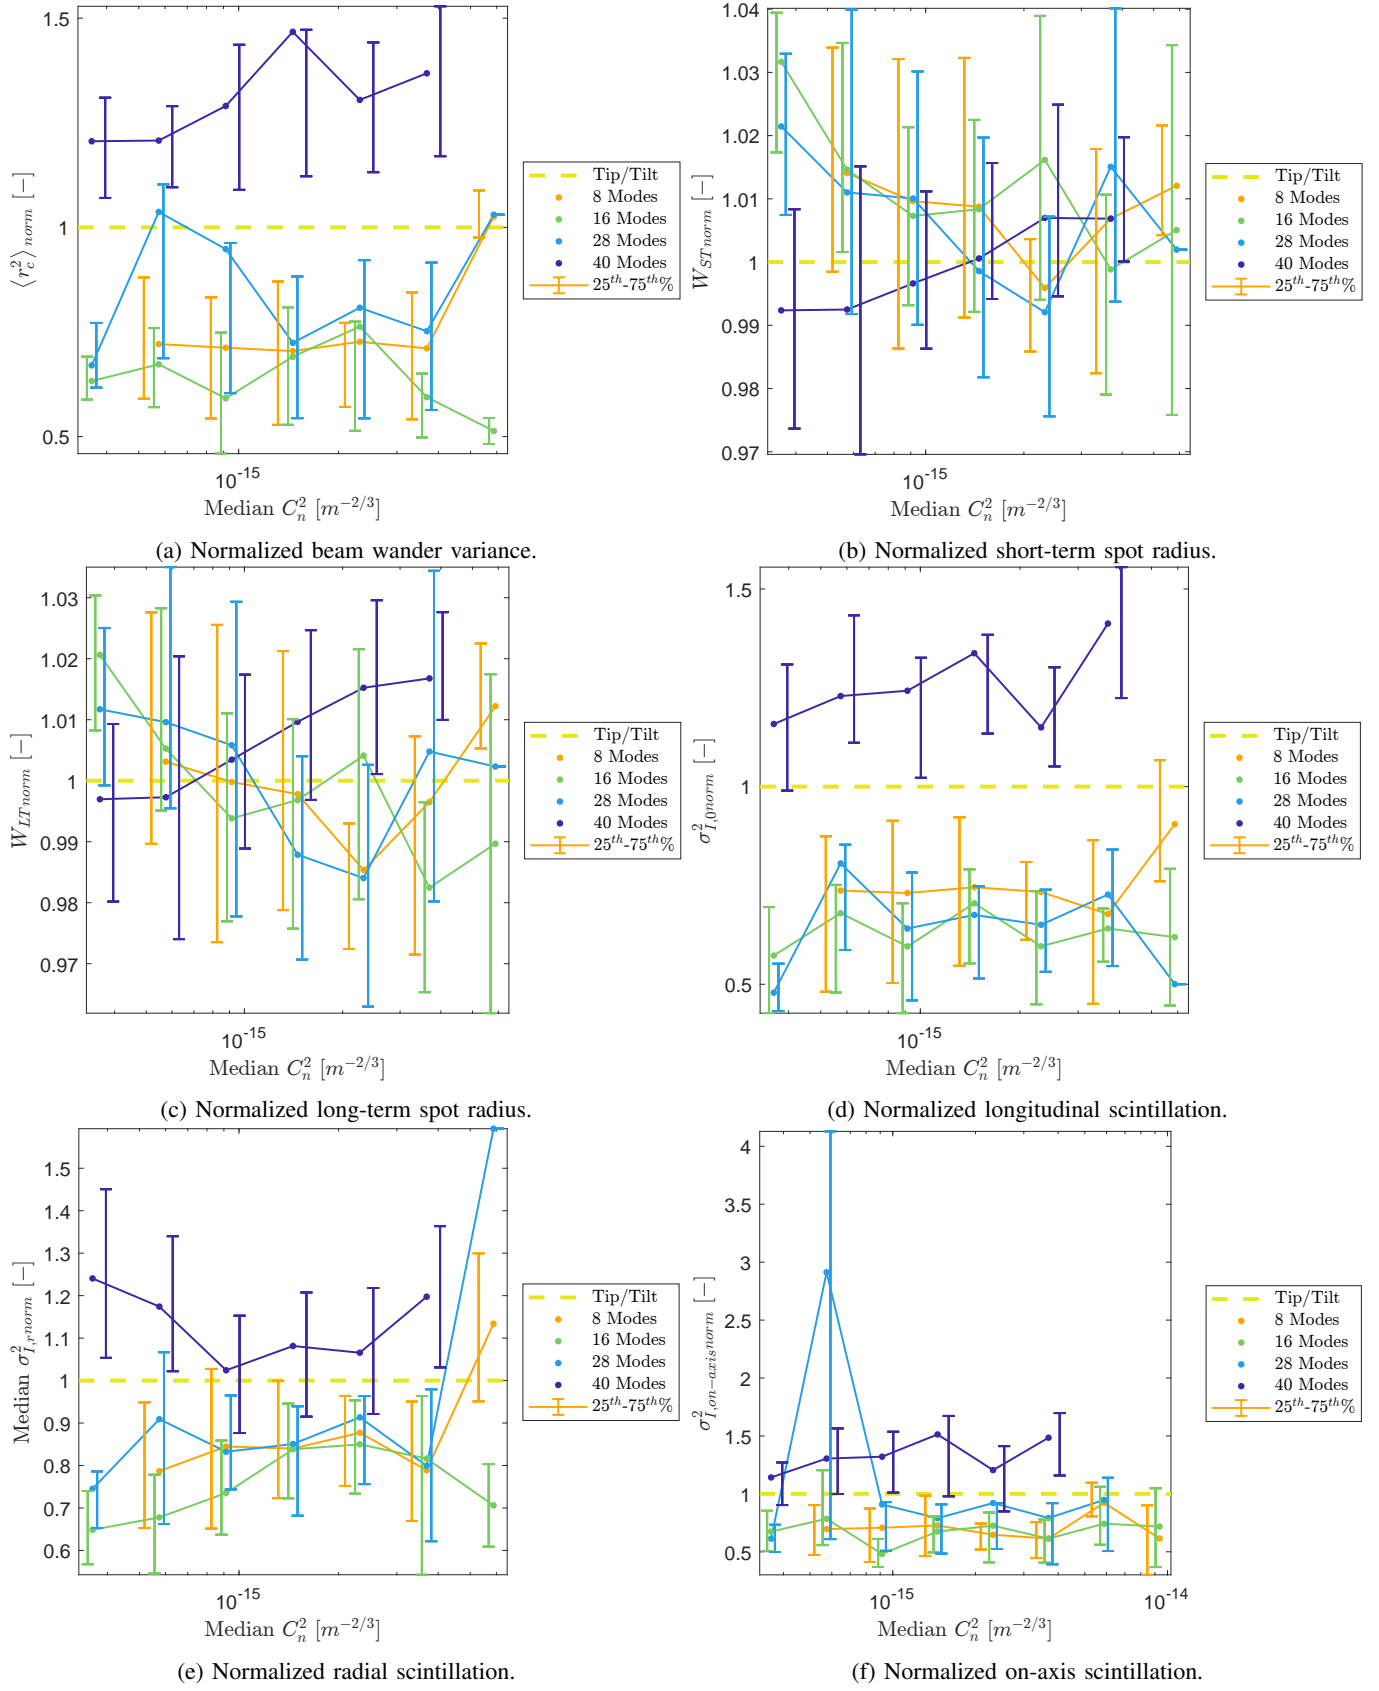 1.5
1
0.5
⟨r_c^2⟩_norm [−]
10^-15
Median C_n^2 [m^{-2/3}]
Tip/Tilt
8 Modes
16 Modes
28 Modes
40 Modes
25^th-75^th%
(a) Normalized beam wander variance.
1.04
1.03
1.02
1.01
1
0.99
0.98
0.97
W_STnorm [−]
10^-15
Median C_n^2 [m^{-2/3}]
Tip/Tilt
8 Modes
16 Modes
28 Modes
40 Modes
25^th-75^th%
(b) Normalized short-term spot radius.
1.03
1.02
1.01
1
0.99
0.98
0.97
W_LTnorm [−]
10^-15
Median C_n^2 [m^{-2/3}]
Tip/Tilt
8 Modes
16 Modes
28 Modes
40 Modes
25^th-75^th%
(c) Normalized long-term spot radius.
1.5
1
0.5
σ^2_{I,0norm} [−]
10^-15
Median C_n^2 [m^{-2/3}]
Tip/Tilt
8 Modes
16 Modes
28 Modes
40 Modes
25^th-75^th%
(d) Normalized longitudinal scintillation.
1.5
1.4
1.3
1.2
1.1
1
0.9
0.8
0.7
0.6
Median σ^2_{I,rnorm} [−]
10^-15
Median C_n^2 [m^{-2/3}]
Tip/Tilt
8 Modes
16 Modes
28 Modes
40 Modes
25^th-75^th%
(e) Normalized radial scintillation.
4
3.5
3
2.5
2
1.5
1
0.5
σ^2_{I,on−axisnorm} [−]
10^-15
10^-14
Median C_n^2 [m^{-2/3}]
Tip/Tilt
8 Modes
16 Modes
28 Modes
40 Modes
25^th-75^th%
(f) Normalized on-axis scintillation.